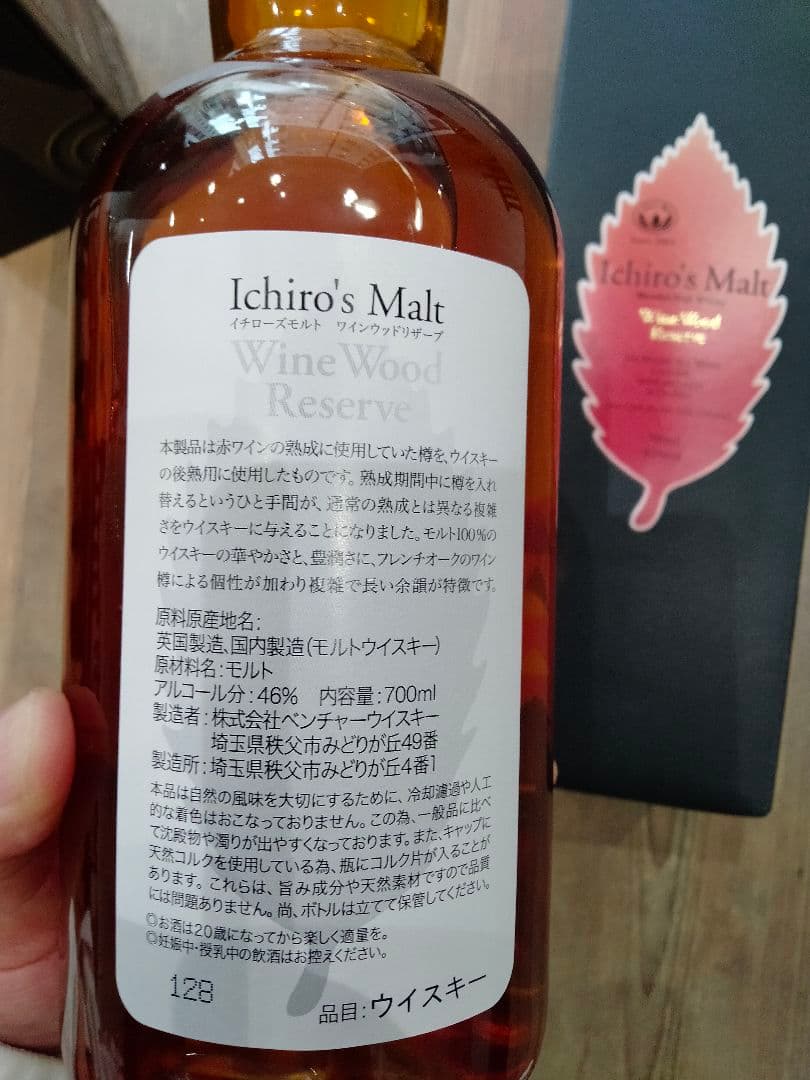 Ichiro's Malt
イチローズモルト ワインウッドリザーブ
Wine Wood
Reserve
本製品は赤ワインの熟成に使用していた樽を、ウイスキー
の後熟用に使用したものです。熟成期間中に樽を入れ
替えるというひと手間が、通常の熟成とは異なる複雑
さをウイスキーに与えることになりました。モルト100%の
ウイスキーの華やかさと、豊潤さに、フレンチオークのワイン
樽による個性が加わり複雑で長い余韻が特徴です。
原料原産地名:
英国製造、国内製造(モルトウイスキー)
原材料名:モルト
アルコール分:46% 内容量:700ml
製造者:株式会社ベンチャーウイスキー
埼玉県秩父市みどりが丘49番
製造所:埼玉県秩父市みどりが丘4番1
本品は自然の風味を大切にするために、冷却濾過や人工
的な着色はおこなっておりません。この為、一般品に比べ
て沈殿物や濁りが出やすくなっております。また、キャップに
天然コルクを使用している為、瓶にコルク片が入ることが
あります。これらは、旨み成分や天然素材ですので品質
には問題ありません。尚、ボトルは立てて保管してください。
◎お酒は20歳になってから楽しく適量を。
◎妊娠中・授乳中の飲酒はお控えください。
128
品目:ウイスキー
Ichiro's Malt
Wine Wood
Reserve